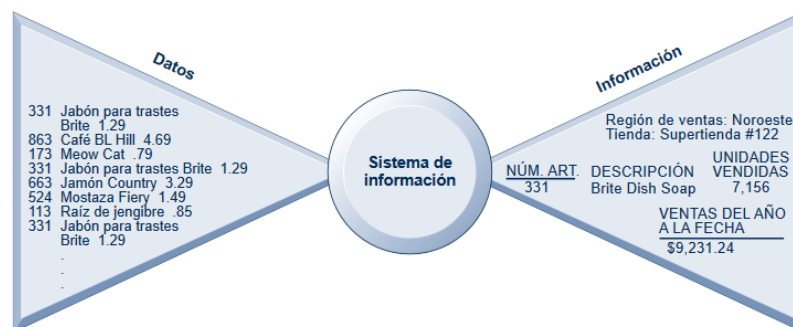 Datos
331 Jabón para trastes
Brite 1.29
863 Café BL Hill 4.69
173 Meow Cat .79
331 Jabón para trastes Brite 1.29
663 Jamón Country 3.29
524 Mostaza Fiery 1.49
113 Raíz de jengibre .85
331 Jabón para trastes
Brite 1.29
.
.
.
Sistema de
información
Información
Región de ventas: Noroeste
Tienda: Supertienda #122
NÚM. ART.
331
DESCRIPCIÓN
Brite Dish Soap
UNIDADES
VENDIDAS
7,156
VENTAS DEL AÑO
A LA FECHA
$9,231.24